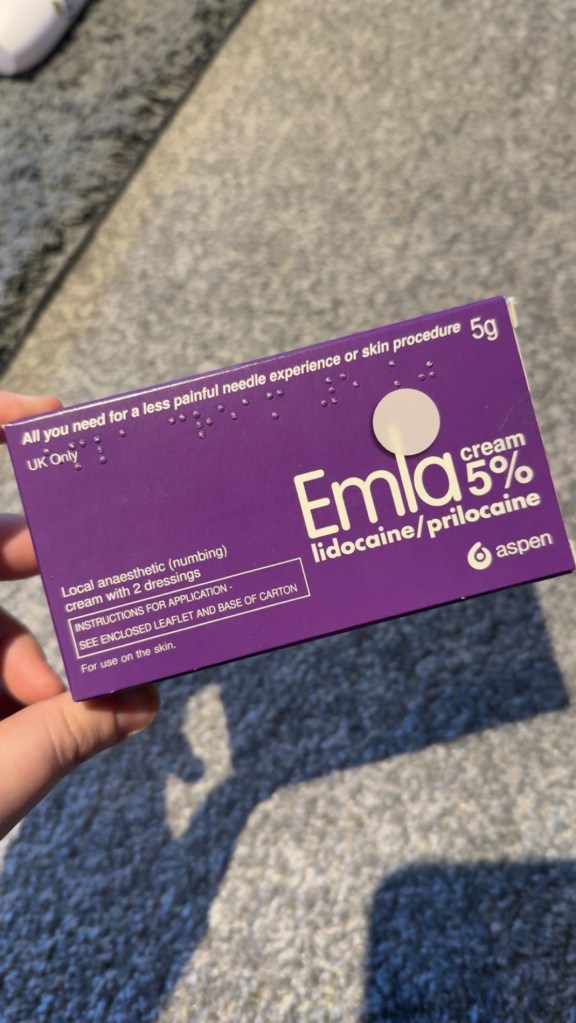 All you need for a less painful needle experience or skin procedure
5g
UK Only
Emla cream
5%
lidocaine/prilocaine
aspen
Local anaesthetic (numbing)
cream with 2 dressings
INSTRUCTIONS FOR APPLICATION -
SEE ENCLOSED LEAFLET AND BASE OF CARTON
For use on the skin.